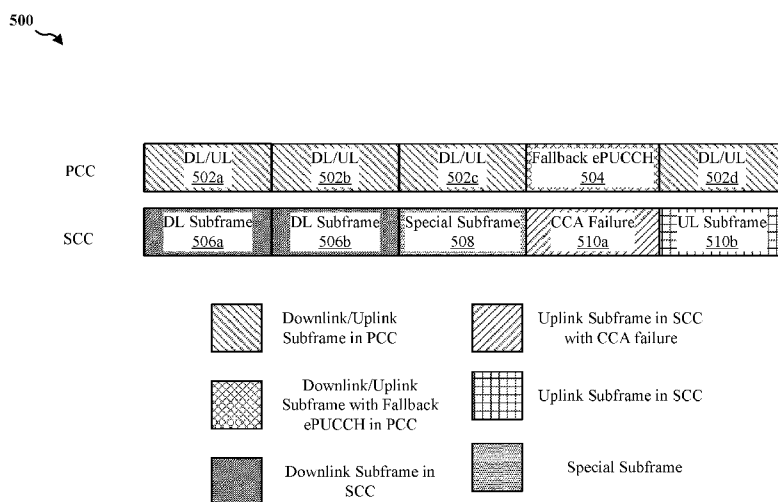 500
PCC
DL/UL
502a
DL/UL
502b
DL/UL
502c
Fallback ePUCCH
504
DL/UL
502d
SCC
DL Subframe
506a
DL Subframe
506b
Special Subframe
508
CCA Failure
510a
UL Subframe
510b
Downlink/Uplink
Subframe in PCC
Uplink Subframe in SCC
with CCA failure
Downlink/Uplink
Subframe with Fallback
ePUCCH in PCC
Uplink Subframe in SCC
Downlink Subframe in
SCC
Special Subframe